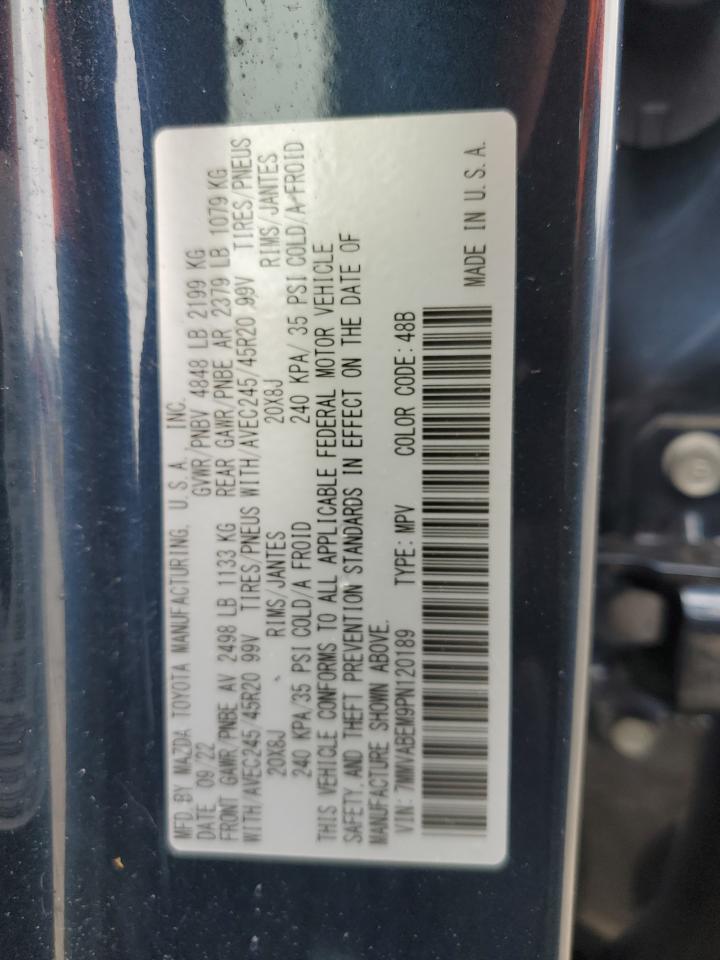 MFD. BY MAZDA TOYOTA MANUFACTURING, U.S.A. INC.
DATE 09/22 GVWR/PNBV 4848 LB 2199 KG
FRONT GAWR/PNBE AV 2498 LB 1133 KG REAR GAWR/PNBE AR 2379 LB 1079 KG
WITH/AVEC245/45R20 99V TIRES/PNEUS WITH/AVEC245/45R20 99V TIRES/PNEUS
20X8J RIMS/JANTES 20X8J RIMS/JANTES
240 KPA/35 PSI COLD/A FROID 240 KPA/ 35 PSI COLD/A FROID
THIS VEHICLE CONFORMS TO ALL APPLICABLE FEDERAL MOTOR VEHICLE
SAFETY, AND THEFT PREVENTION STANDARDS IN EFFECT ON THE DATE OF
MANUFACTURE SHOWN ABOVE.
VIN: 7MMVABEM9PN120189 TYPE: MPV COLOR CODE: 48B
MADE IN U.S.A.